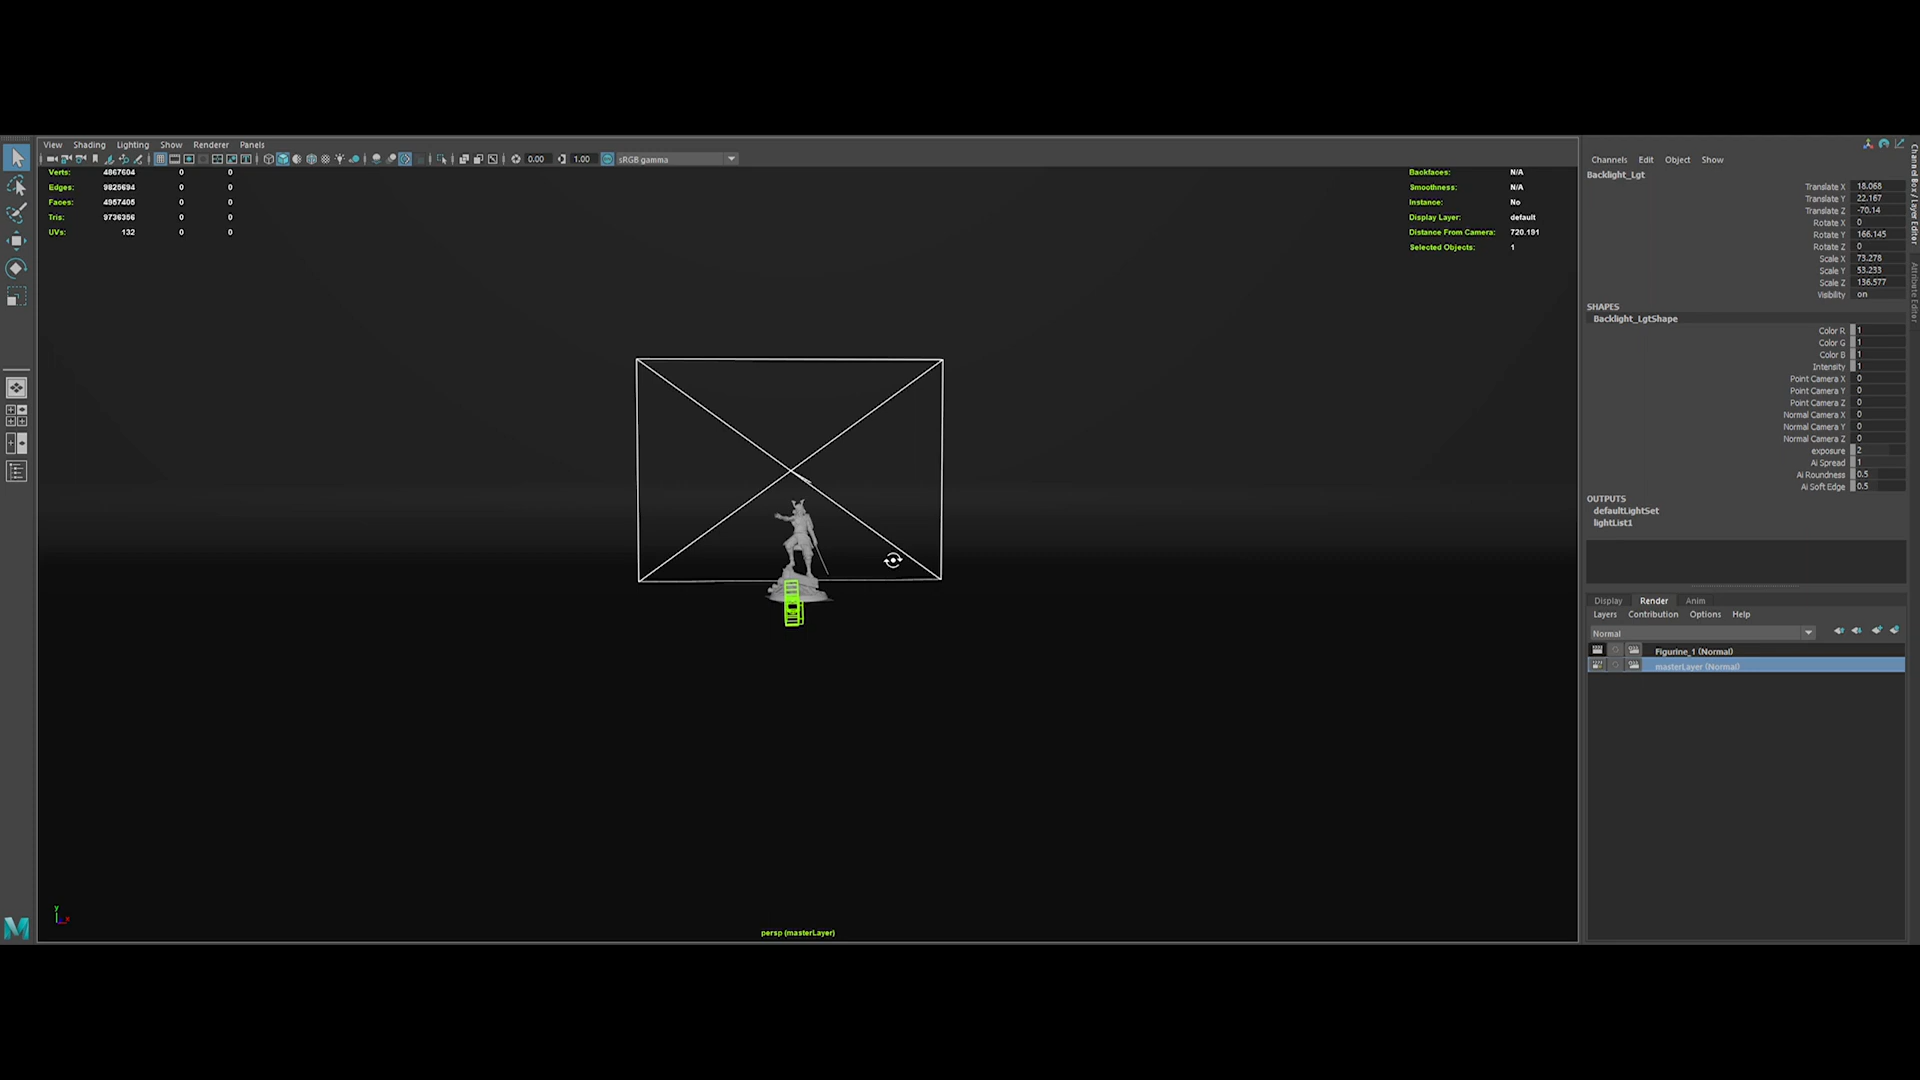 View Shading Lighting Show Renderer Panels
0.00 1.00 sRGB gamma
Verts: 4867604 0 0
Edges: 9825694 0 0
Faces: 4957405 0 0
Tris: 9736356 0 0
UVs: 132 0 0
Backfaces: N/A
Smoothness: N/A
Instance: No
Display Layer: default
Distance From Camera: 720.191
Selected Objects: 1
y
x
persp (masterLayer)
Channels Edit Object Show
Backlight_Lgt
Translate X 18.068
Translate Y 22.167
Translate Z -70.14
Rotate X 0
Rotate Y 166.145
Rotate Z 0
Scale X 73.278
Scale Y 53.233
Scale Z 136.577
Visibility on
SHAPES
Backlight_LgtShape
Color R 1
Color G 1
Color B 1
Intensity 1
Point Camera X 0
Point Camera Y 0
Point Camera Z 0
Normal Camera X 0
Normal Camera Y 0
Normal Camera Z 0
exposure 2
Ai Spread 1
Ai Roundness 0.5
Ai Soft Edge 0.5
OUTPUTS
defaultLightSet
lightList1
Display Render Anim
Layers Contribution Options Help
Normal
Figurine_1 (Normal)
masterLayer (Normal)
Channel Box / Layer Editor
Attribute Editor